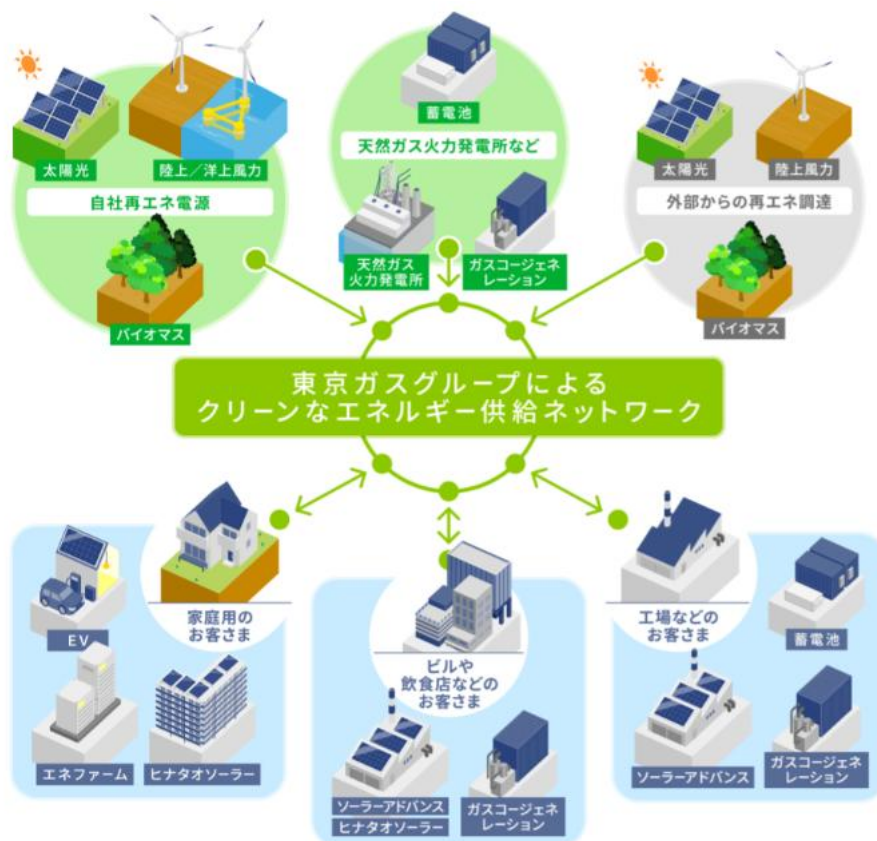 太陽光
陸上／洋上風力
自社再エネ電源
バイオマス
蓄電池
天然ガス火力発電所など
天然ガス
火力発電所
ガスコージェネ
レーション
太陽光
陸上風力
外部からの再エネ調達
バイオマス
東京ガスグループによる
クリーンなエネルギー供給ネットワーク
家庭用の
お客さま
EV
エネファーム
ヒナタオソーラー
ビルや
飲食店などの
お客さま
ソーラーアドバンス
ヒナタオソーラー
ガスコージェネ
レーション
工場などの
お客さま
蓄電池
ソーラーアドバンス
ガスコージェネ
レーション